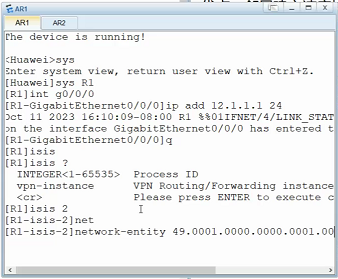 AR1
AR1 AR2
The device is running!
<Huawei>sys
Enter system view, return user view with Ctrl+Z.
[Huawei]sys R1
[R1]int g0/0/0
[R1-GigabitEthernet0/0/0]ip add 12.1.1.1 24
Oct 11 2023 16:10:09-08:00 R1 %%01IFNET/4/LINK_STAT
on the interface GigabitEthernet0/0/0 has entered t
[R1-GigabitEthernet0/0/0]q
[R1]isis
[R1]isis ?
INTEGER<1-65535> Process ID
vpn-instance VPN Routing/Forwarding instance
<cr> Please press ENTER to execute c
[R1]isis 2
[R1-isis-2]net
[R1-isis-2]network-entity 49.0001.0000.0000.0001.00